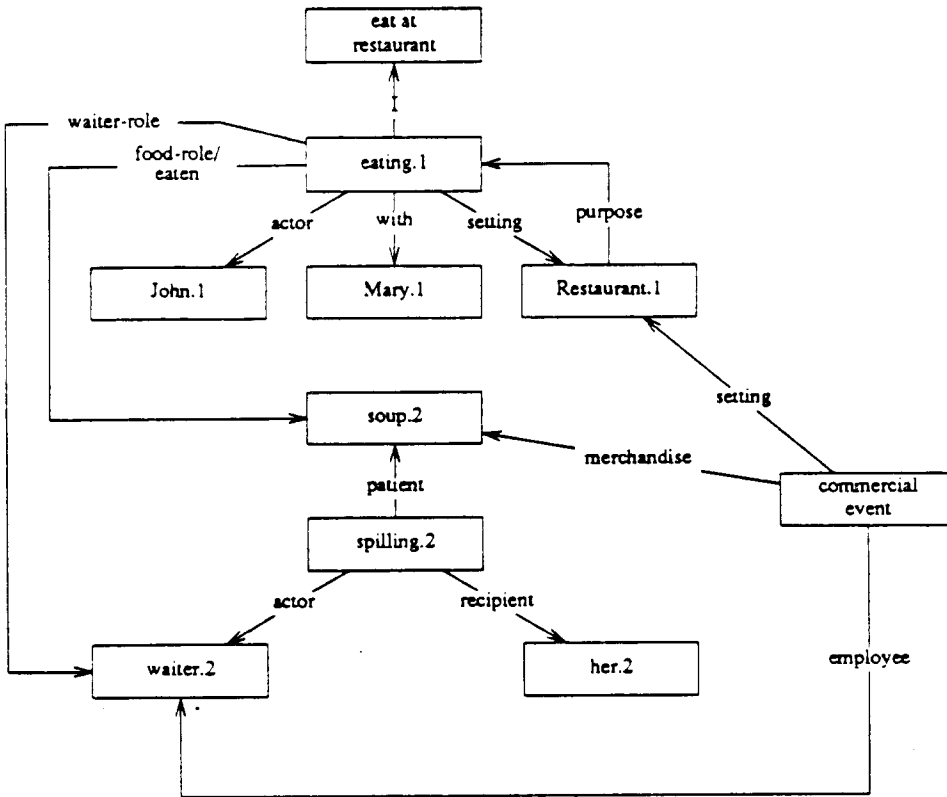 eat at
restaurant
I
waiter-role
food-role/
eaten
eating.1
actor
with
setting
purpose
John.1
Mary.1
Restaurant.1
setting
soup.2
merchandise
commercial
event
patient
spilling.2
actor
recipient
waiter.2
her.2
employee